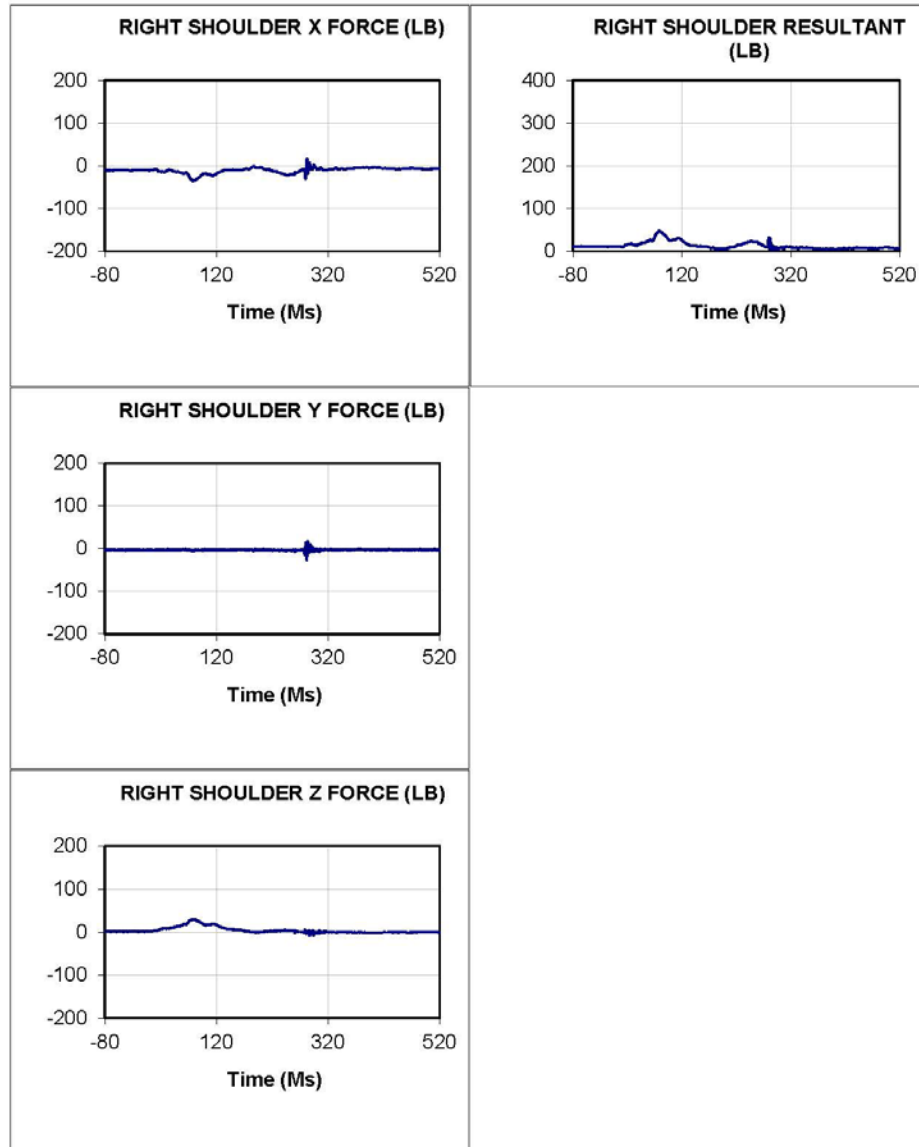 RIGHT SHOULDER X FORCE (LB)
200
100
0
-100
-200
-80 120 320 520
Time (Ms)
RIGHT SHOULDER RESULTANT
(LB)
400
300
200
100
0
-80 120 320 520
Time (Ms)
RIGHT SHOULDER Y FORCE (LB)
200
100
0
-100
-200
-80 120 320 520
Time (Ms)
RIGHT SHOULDER Z FORCE (LB)
200
100
0
-100
-200
-80 120 320 520
Time (Ms)